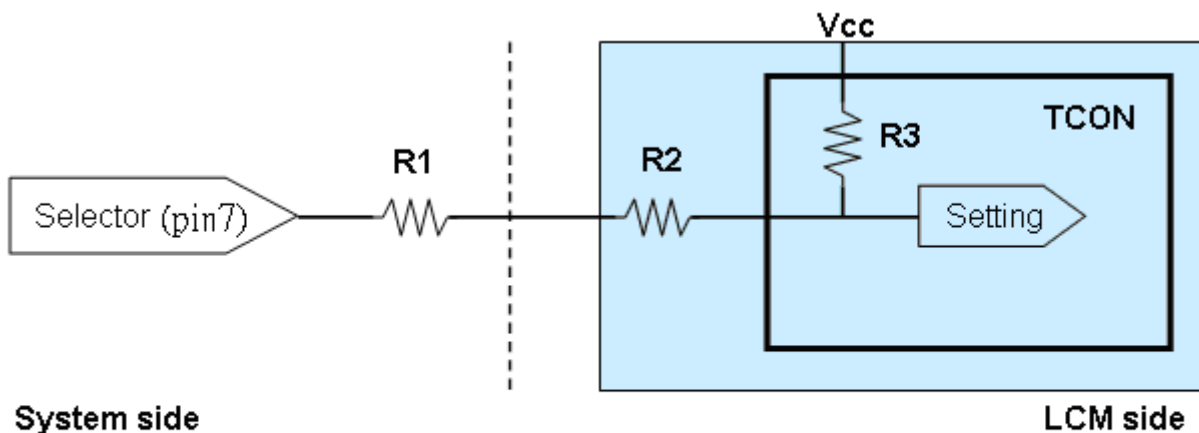 Vcc
TCON
R3
R1
R2
Selector (pin7)
Setting
System side
LCM side